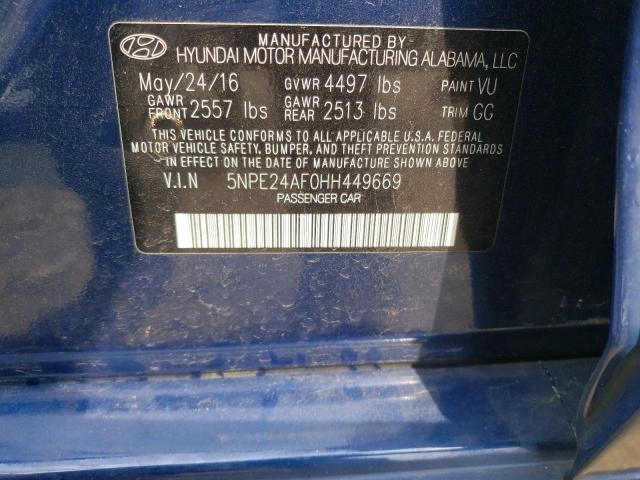 MANUFACTURED BY
HYUNDAI MOTOR MANUFACTURING ALABAMA, LLC
May/24/16 GVWR 4497 lbs PAINT VU
GAWR FRONT 2557 lbs GAWR REAR 2513 lbs TRIM GG
THIS VEHICLE CONFORMS TO ALL APPLICABLE U.S.A. FEDERAL
MOTOR VEHICLE SAFETY, BUMPER, AND THEFT PREVENTION STANDARDS
IN EFFECT ON THE DATE OF MANUFACTURE SHOWN ABOVE
V.I.N 5NPE24AF0HH449669
PASSENGER CAR